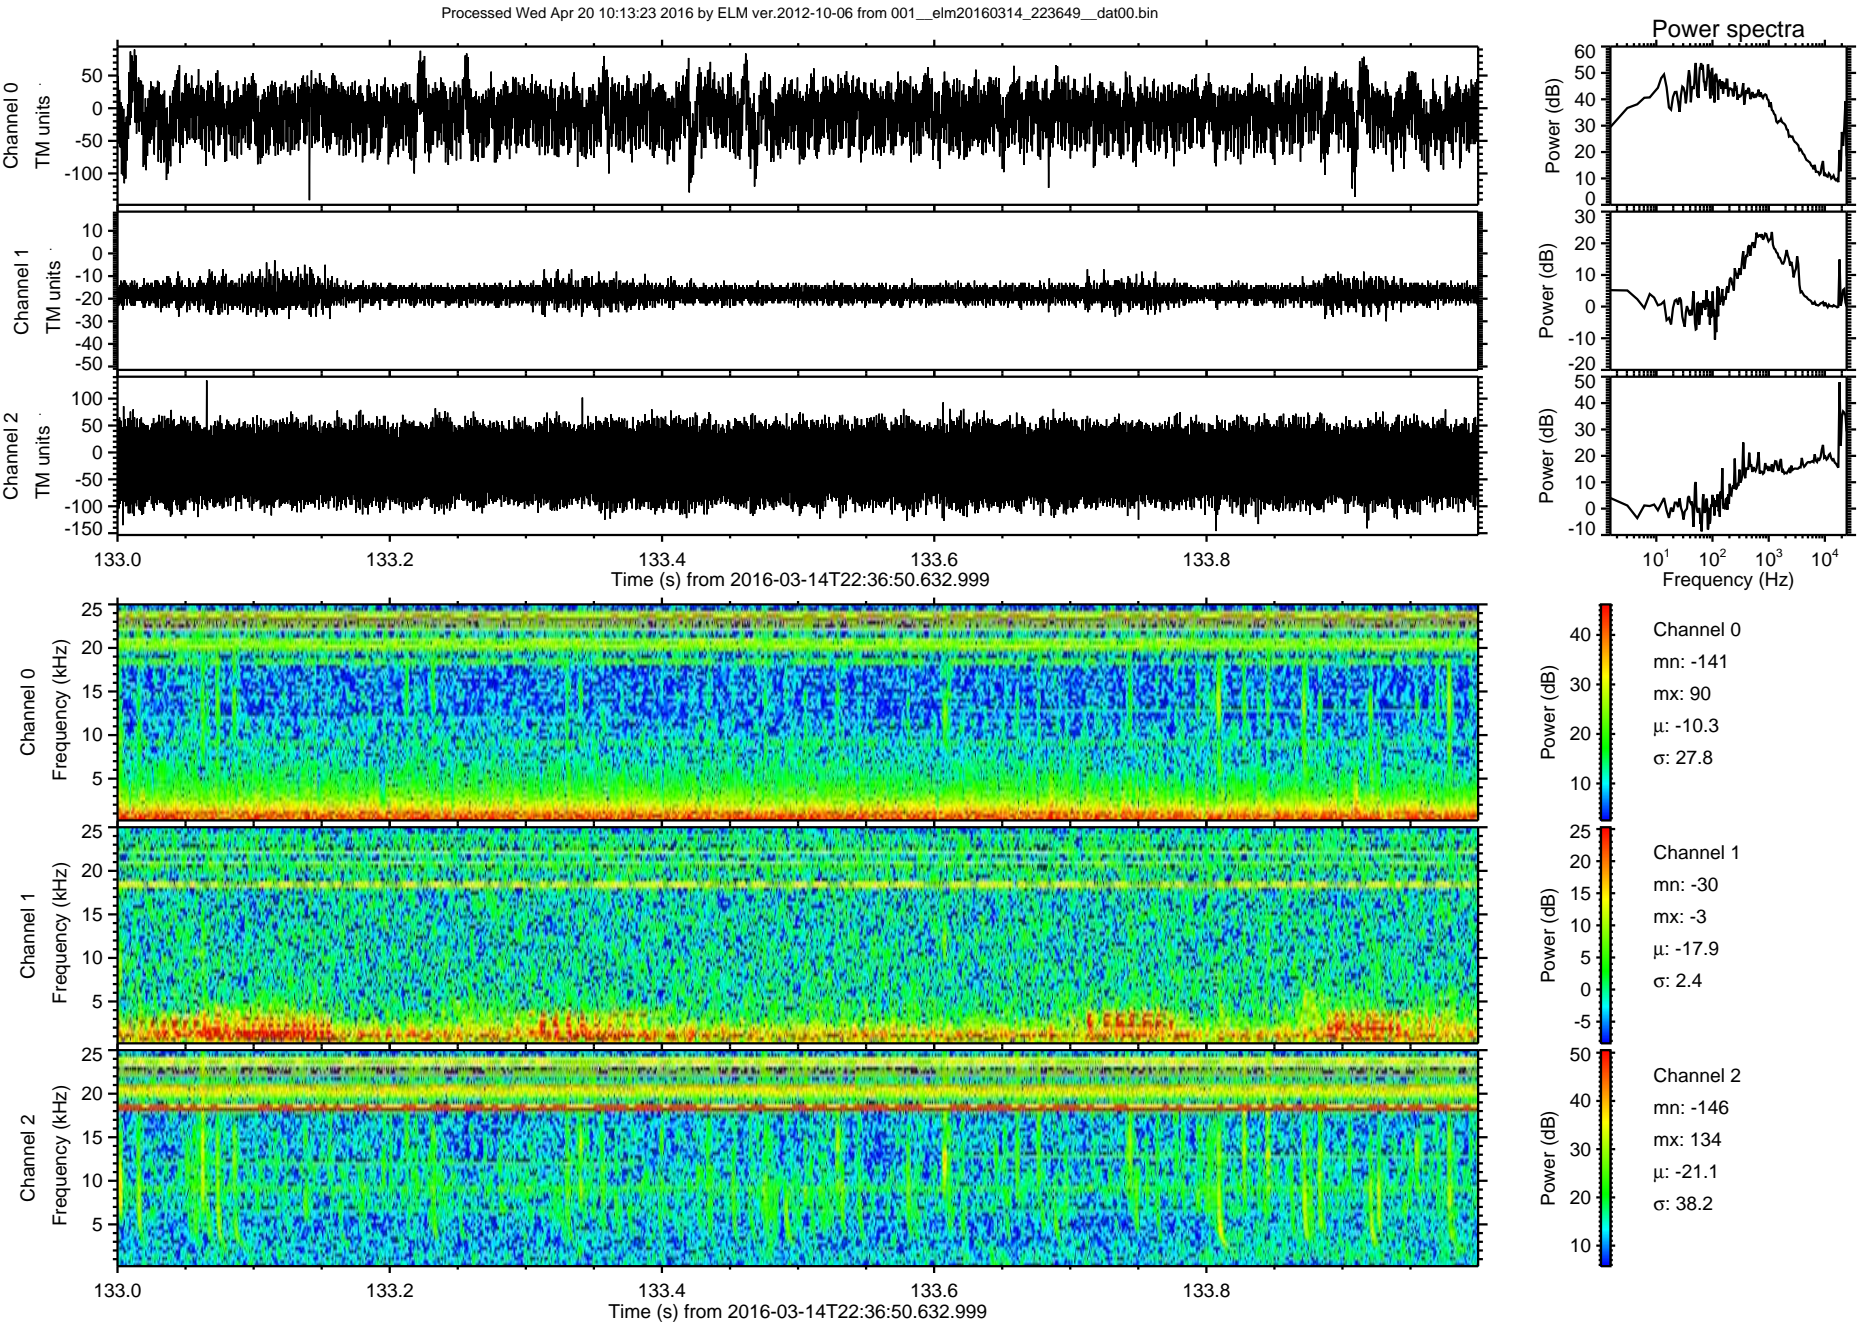 Processed Wed Apr 20 10:13:23 2016 by ELM ver.2012-10-06 from 001__elm20160314_223649__dat00.bin
Power spectra
Channel 0
TM units
50
0
-50
-100
Power (dB)
60
50
40
30
20
10
0
Channel 1
TM units
10
0
-10
-20
-30
-40
-50
Power (dB)
30
20
10
0
-10
-20
Channel 2
TM units
100
50
0
-50
-100
-150
Power (dB)
50
40
30
20
10
0
-10
133.0
133.2
133.4
133.6
133.8
Time (s) from 2016-03-14T22:36:50.632.999
10¹
10²
10³
10⁴
Frequency (Hz)
Channel 0
Frequency (kHz)
25
20
15
10
5
Power (dB)
40
30
20
10
Channel 0
mn: -141
mx: 90
μ: -10.3
σ: 27.8
Channel 1
Frequency (kHz)
25
20
15
10
5
Power (dB)
25
20
15
10
5
0
-5
Channel 1
mn: -30
mx: -3
μ: -17.9
σ: 2.4
Channel 2
Frequency (kHz)
25
20
15
10
5
Power (dB)
50
40
30
20
10
Channel 2
mn: -146
mx: 134
μ: -21.1
σ: 38.2
133.0
133.2
133.4
133.6
133.8
Time (s) from 2016-03-14T22:36:50.632.999